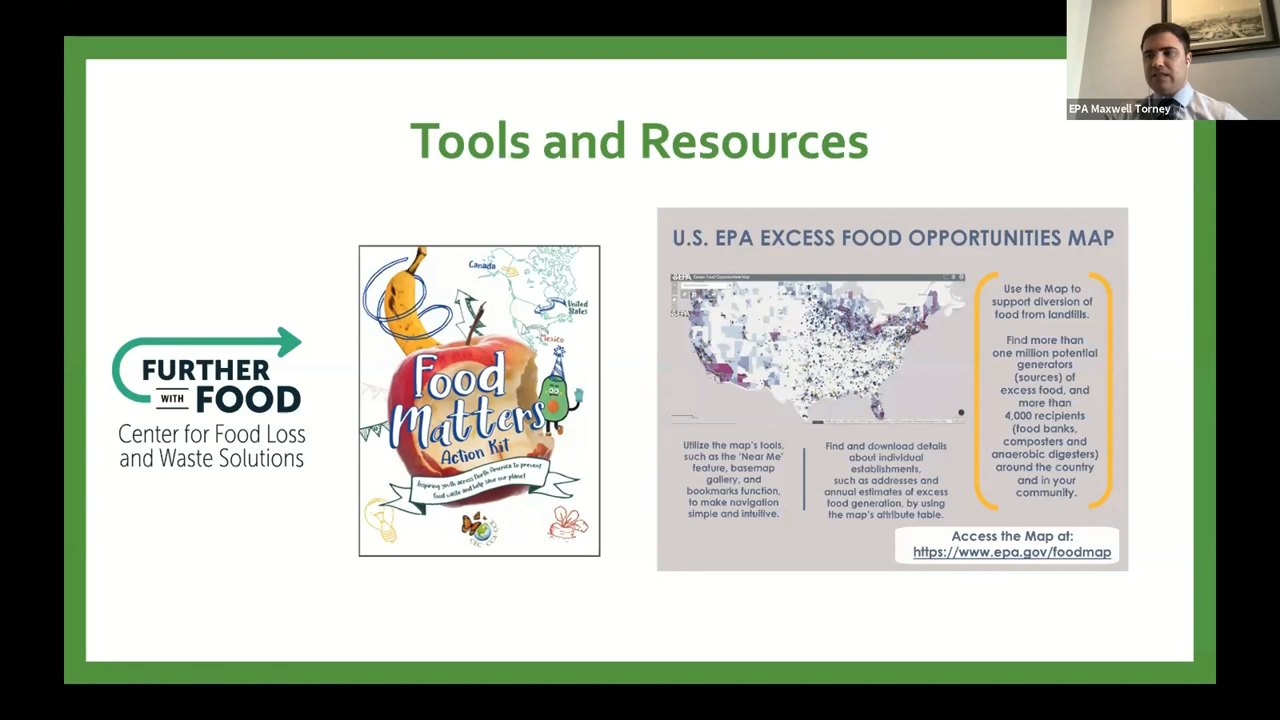 EPA Maxwell Torney
Tools and Resources
FURTHER
WITH FOOD
Center for Food Loss
and Waste Solutions
Canada
United
States
Mexico
Food
Matters
Action Kit
Inspiring youth across North America to prevent
food waste and help save our planet
U.S. EPA EXCESS FOOD OPPORTUNITIES MAP
EPA Excess Food Opportunities Map
Use the Map to
support diversion of
food from landfills.
Find more than
one million potential
generators
(sources) of
excess food, and
more than
4,000 recipients
(food banks,
composters and
anaerobic digesters)
around the country
and in your
community.
Utilize the map's tools,
such as the 'Near Me'
feature, basemap
gallery, and
bookmarks function,
to make navigation
simple and intuitive.
Find and download details
about individual
establishments,
such as addresses and
annual estimates of excess
food generation, by using
the map's attribute table.
Access the Map at:
https://www.epa.gov/foodmap